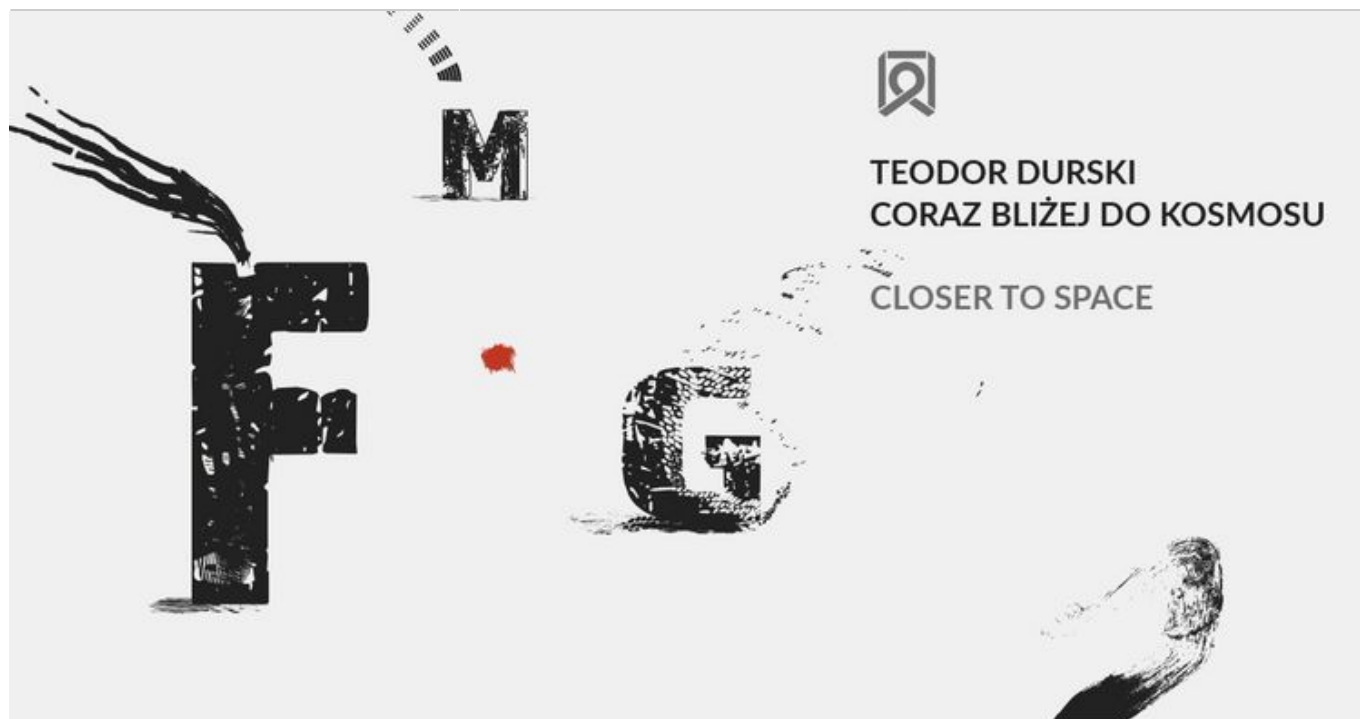 M
F
G
TEODOR DURSKI
CORAZ BLIŻEJ DO KOSMOSU
CLOSER TO SPACE